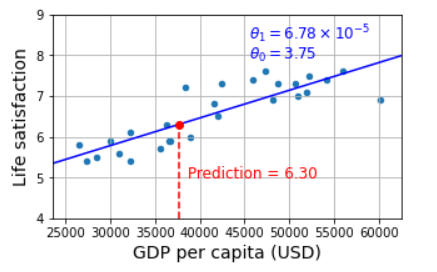 9
8
7
6
5
4
Life satisfaction
θ₁ = 6.78 × 10⁻⁵
θ₀ = 3.75
Prediction = 6.30
25000 30000 35000 40000 45000 50000 55000 60000
GDP per capita (USD)